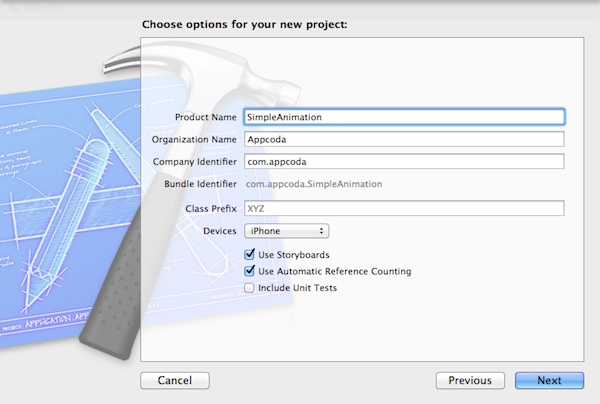 Choose options for your new project:
Product Name SimpleAnimation
Organization Name Appcoda
Company Identifier com.appcoda
Bundle Identifier com.appcoda.SimpleAnimation
Class Prefix XYZ
Devices iPhone
Use Storyboards
Use Automatic Reference Counting
Include Unit Tests
PROJECT: APPLICATION.APP
Cancel Previous Next